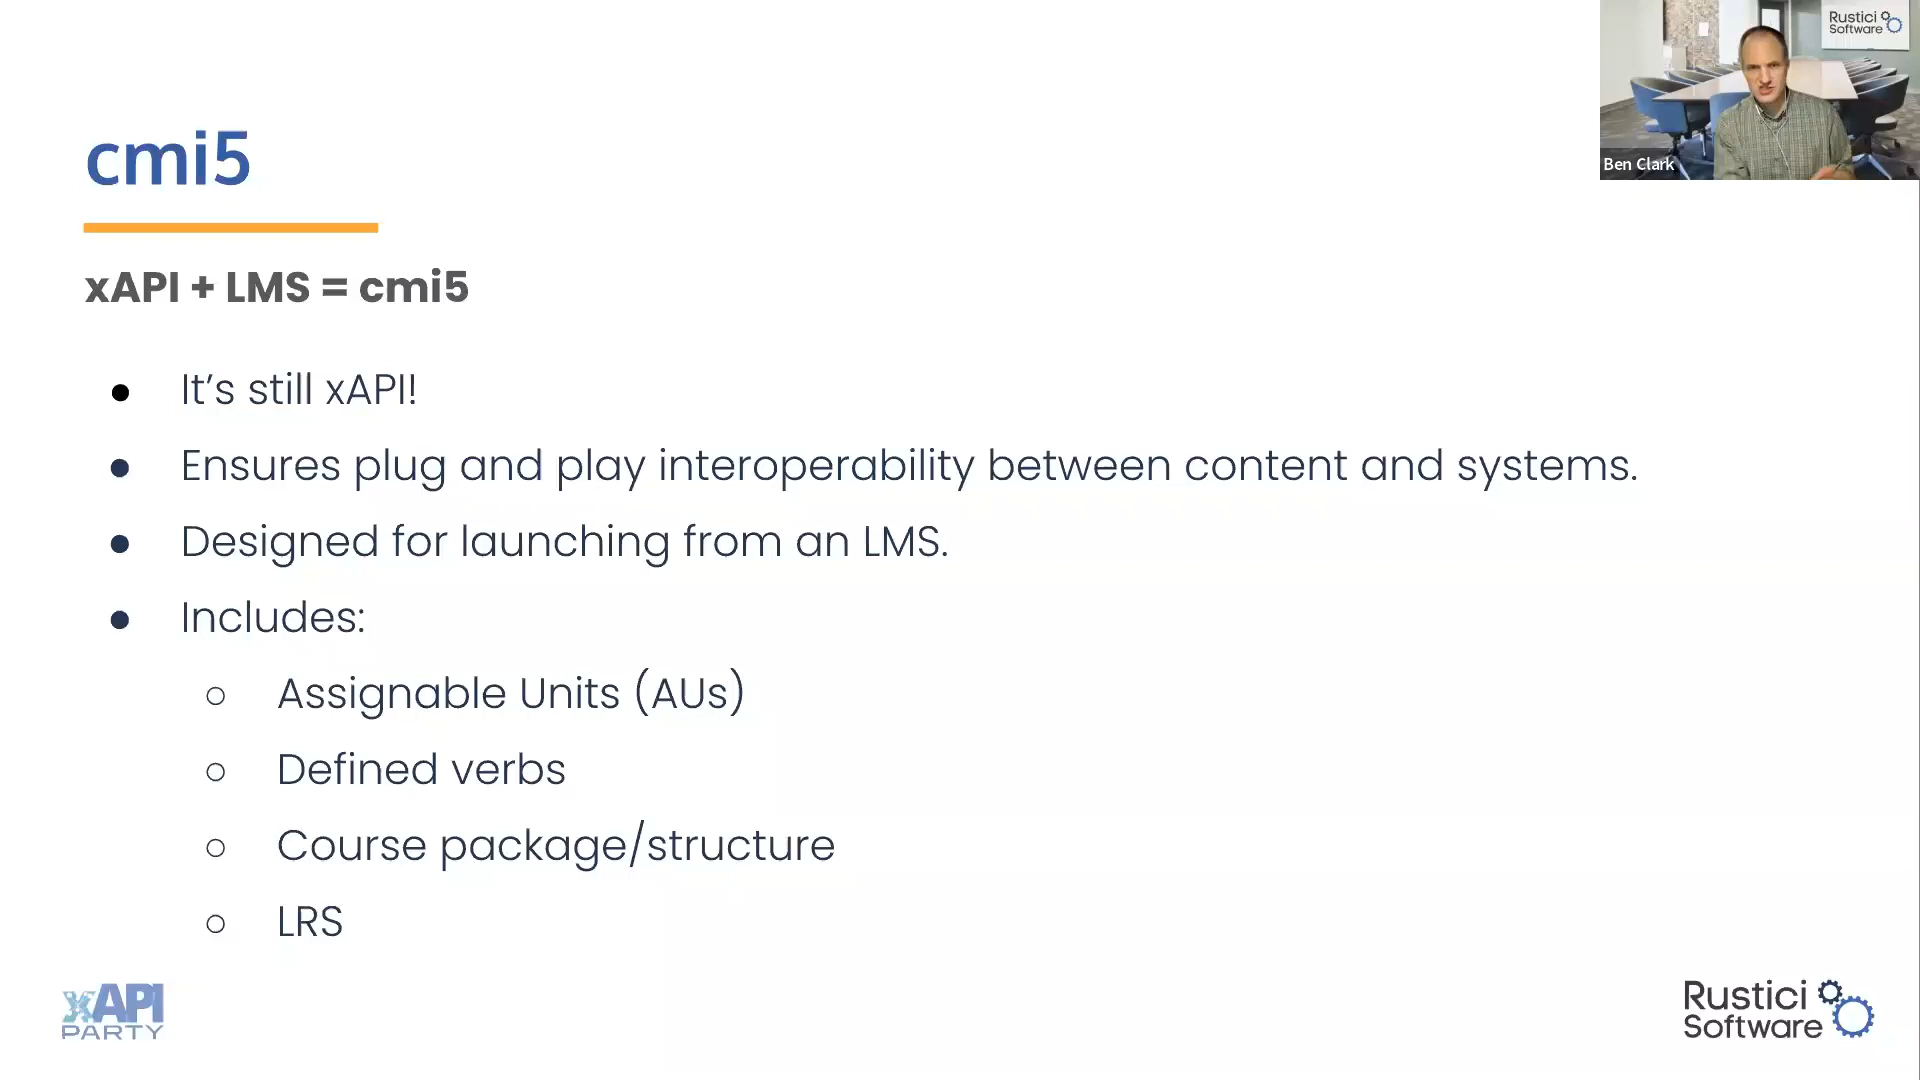 Rustici
Software
Ben Clark
cmi5
xAPI + LMS = cmi5
● It’s still xAPI!
● Ensures plug and play interoperability between content and systems.
● Designed for launching from an LMS.
● Includes:
○ Assignable Units (AUs)
○ Defined verbs
○ Course package/structure
○ LRS
xAPI
PARTY
Rustici
Software